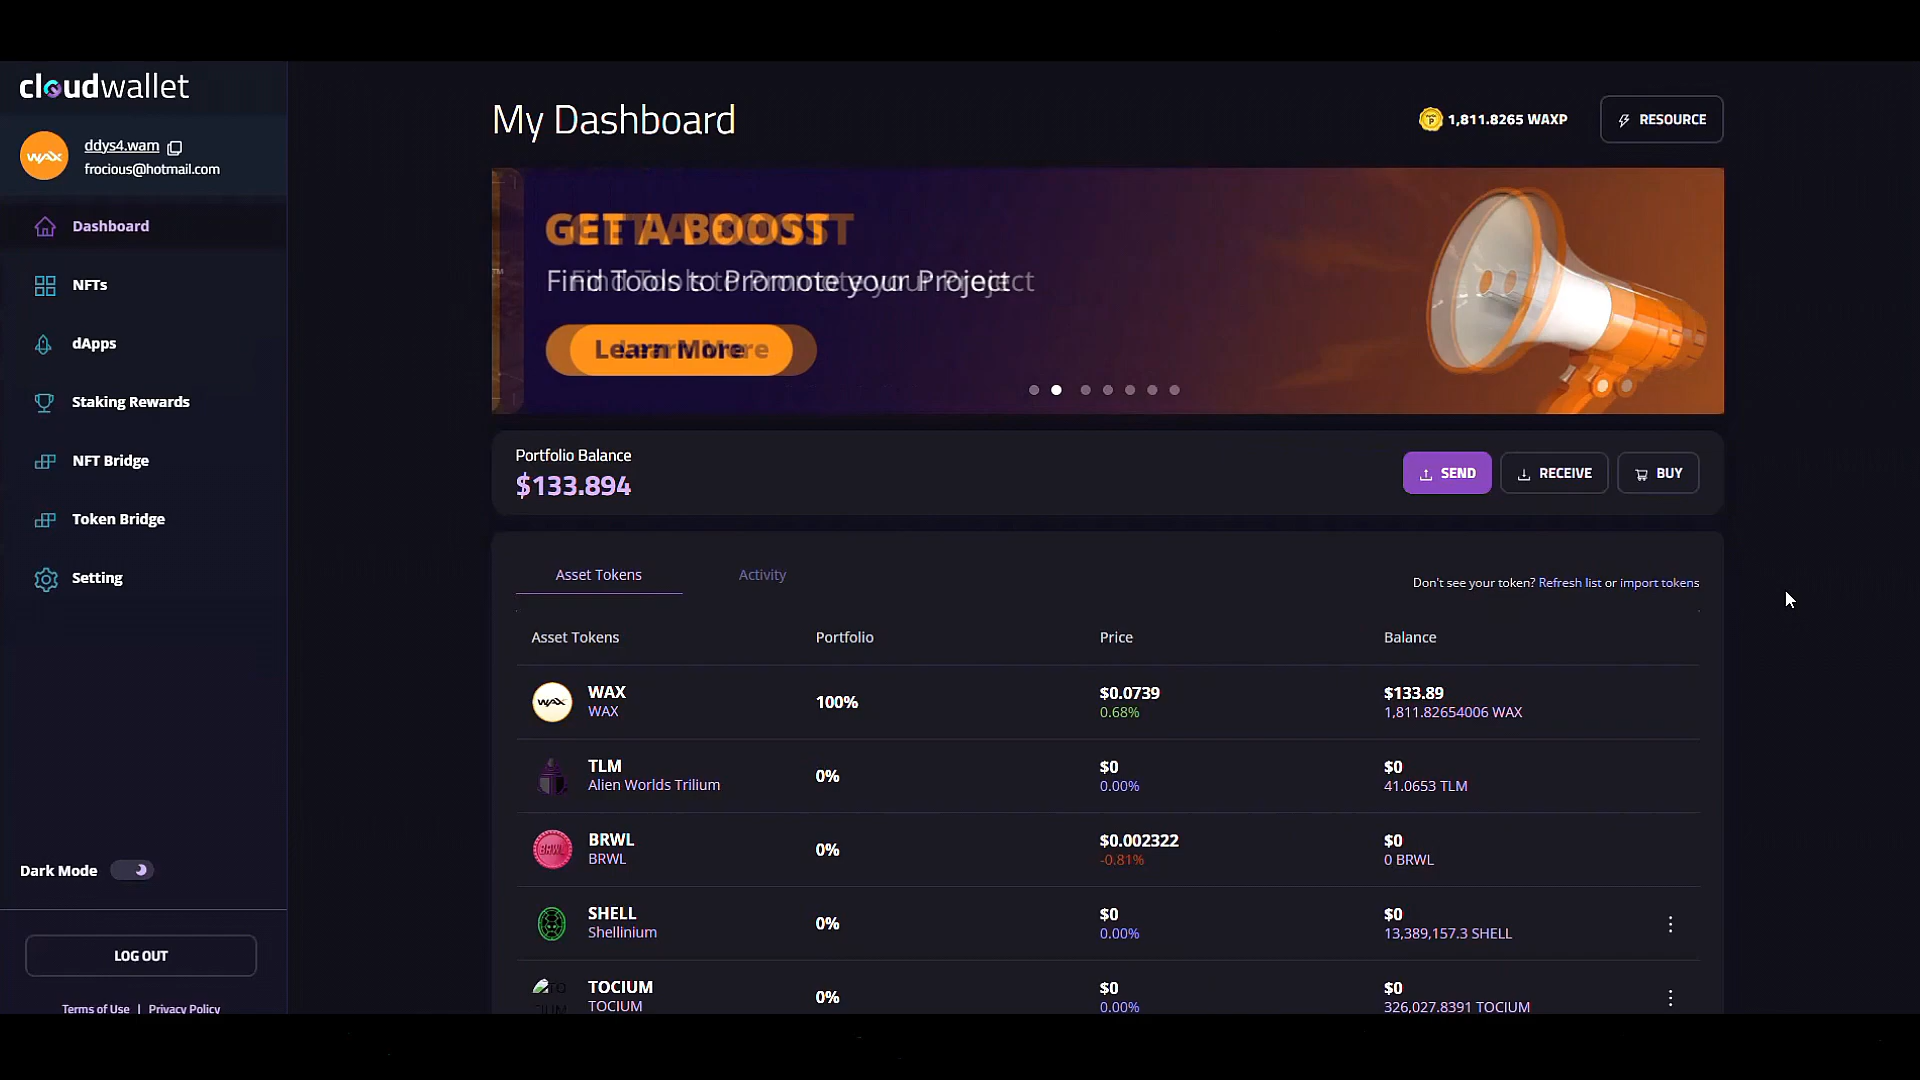 cloudwallet
WAX
ddys4.wam
frocious@hotmail.com
Dashboard
NFTs
dApps
Staking Rewards
NFT Bridge
Token Bridge
Setting
Dark Mode
LOG OUT
Terms of Use | Privacy Policy
My Dashboard
1,811.8265 WAXP
RESOURCE
GET A BOOST
Find Tools to Promote your Project
Learn More
Portfolio Balance
$133.894
SEND
RECEIVE
BUY
Asset Tokens
Activity
Don't see your token? Refresh list or import tokens
Asset Tokens Portfolio Price Balance
WAX
WAX
WAX
100%
$0.0739
0.68%
$133.89
1,811.82654006 WAX
TLM
Alien Worlds Trilium
0%
$0
0.00%
$0
41.0653 TLM
BRWL
BRWL
BRWL
0%
$0.002322
-0.81%
$0
0 BRWL
SHELL
Shellinium
0%
$0
0.00%
$0
13,389,157.3 SHELL
TOCIUM
TOCIUM
0%
$0
0.00%
$0
326,027.8391 TOCIUM